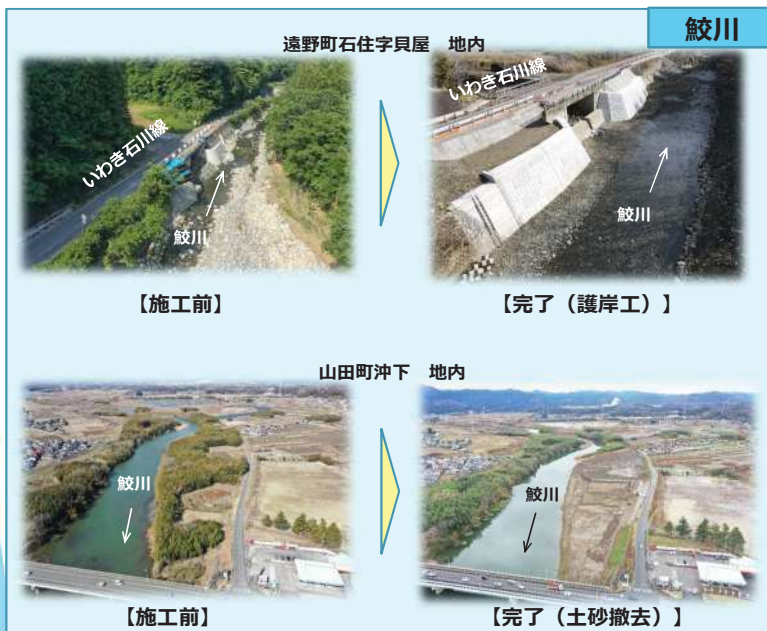 鮫川
遠野町石住字貝屋　地内
いわき石川線
鮫川
いわき石川線
鮫川
【施工前】
【完了（護岸工）】
山田町沖下　地内
鮫川
鮫川
【施工前】
【完了（土砂撤去）】